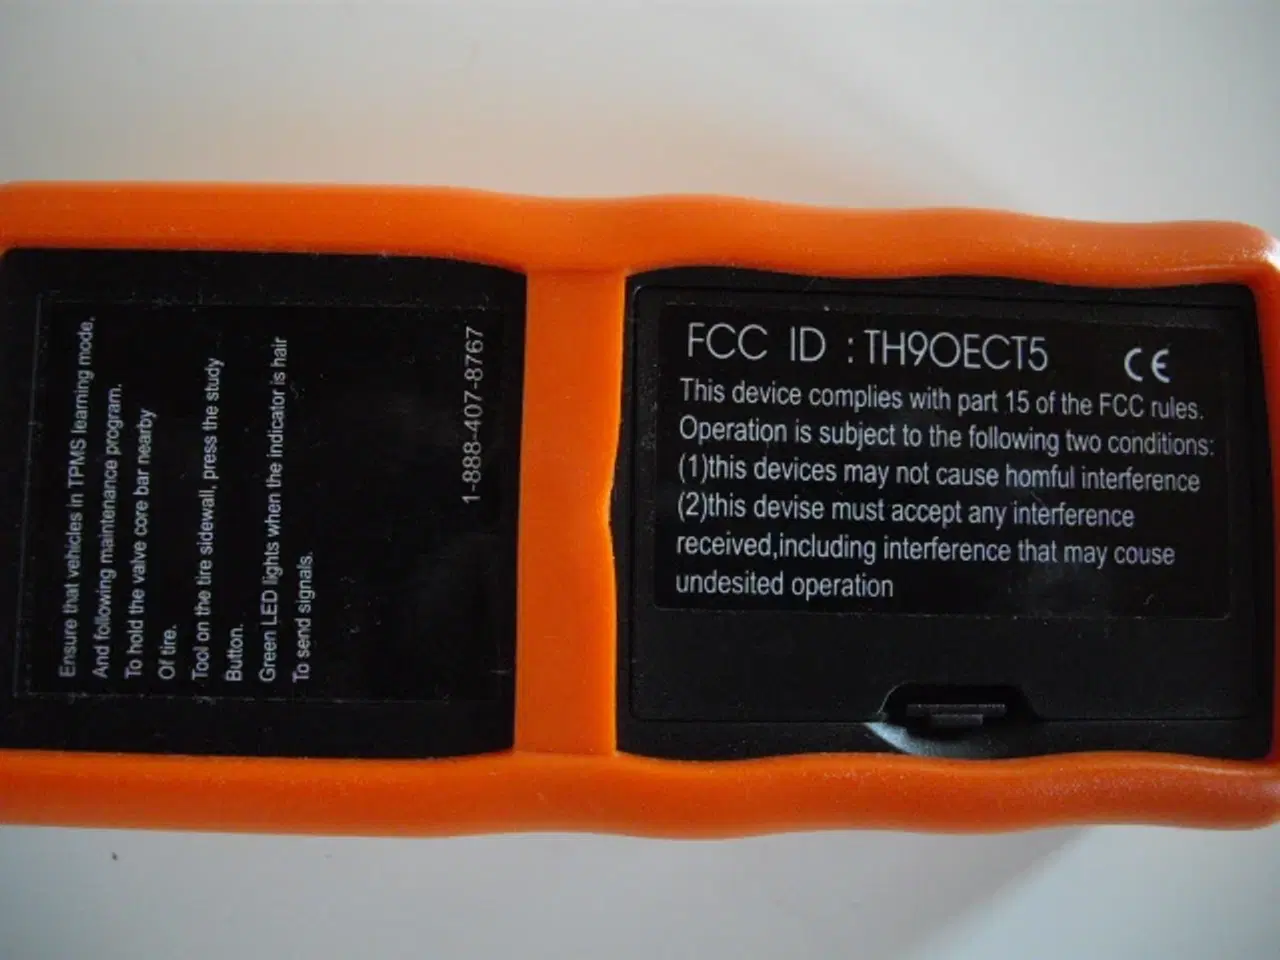 Ensure that vehicles in TPMS learning mode,
And following maintenance program.
To hold the valve core bar nearby
Of tire.
Tool on the tire sidewall, press the study
Button.
Green LED lights when the indicator is hair
To send signals.
1-888-407-8767
FCC ID : TH9OECT5 CE
This device complies with part 15 of the FCC rules.
Operation is subject to the following two conditions:
(1)this devices may not cause homful interference
(2)this devise must accept any interference
received,including interference that may couse
undesited operation